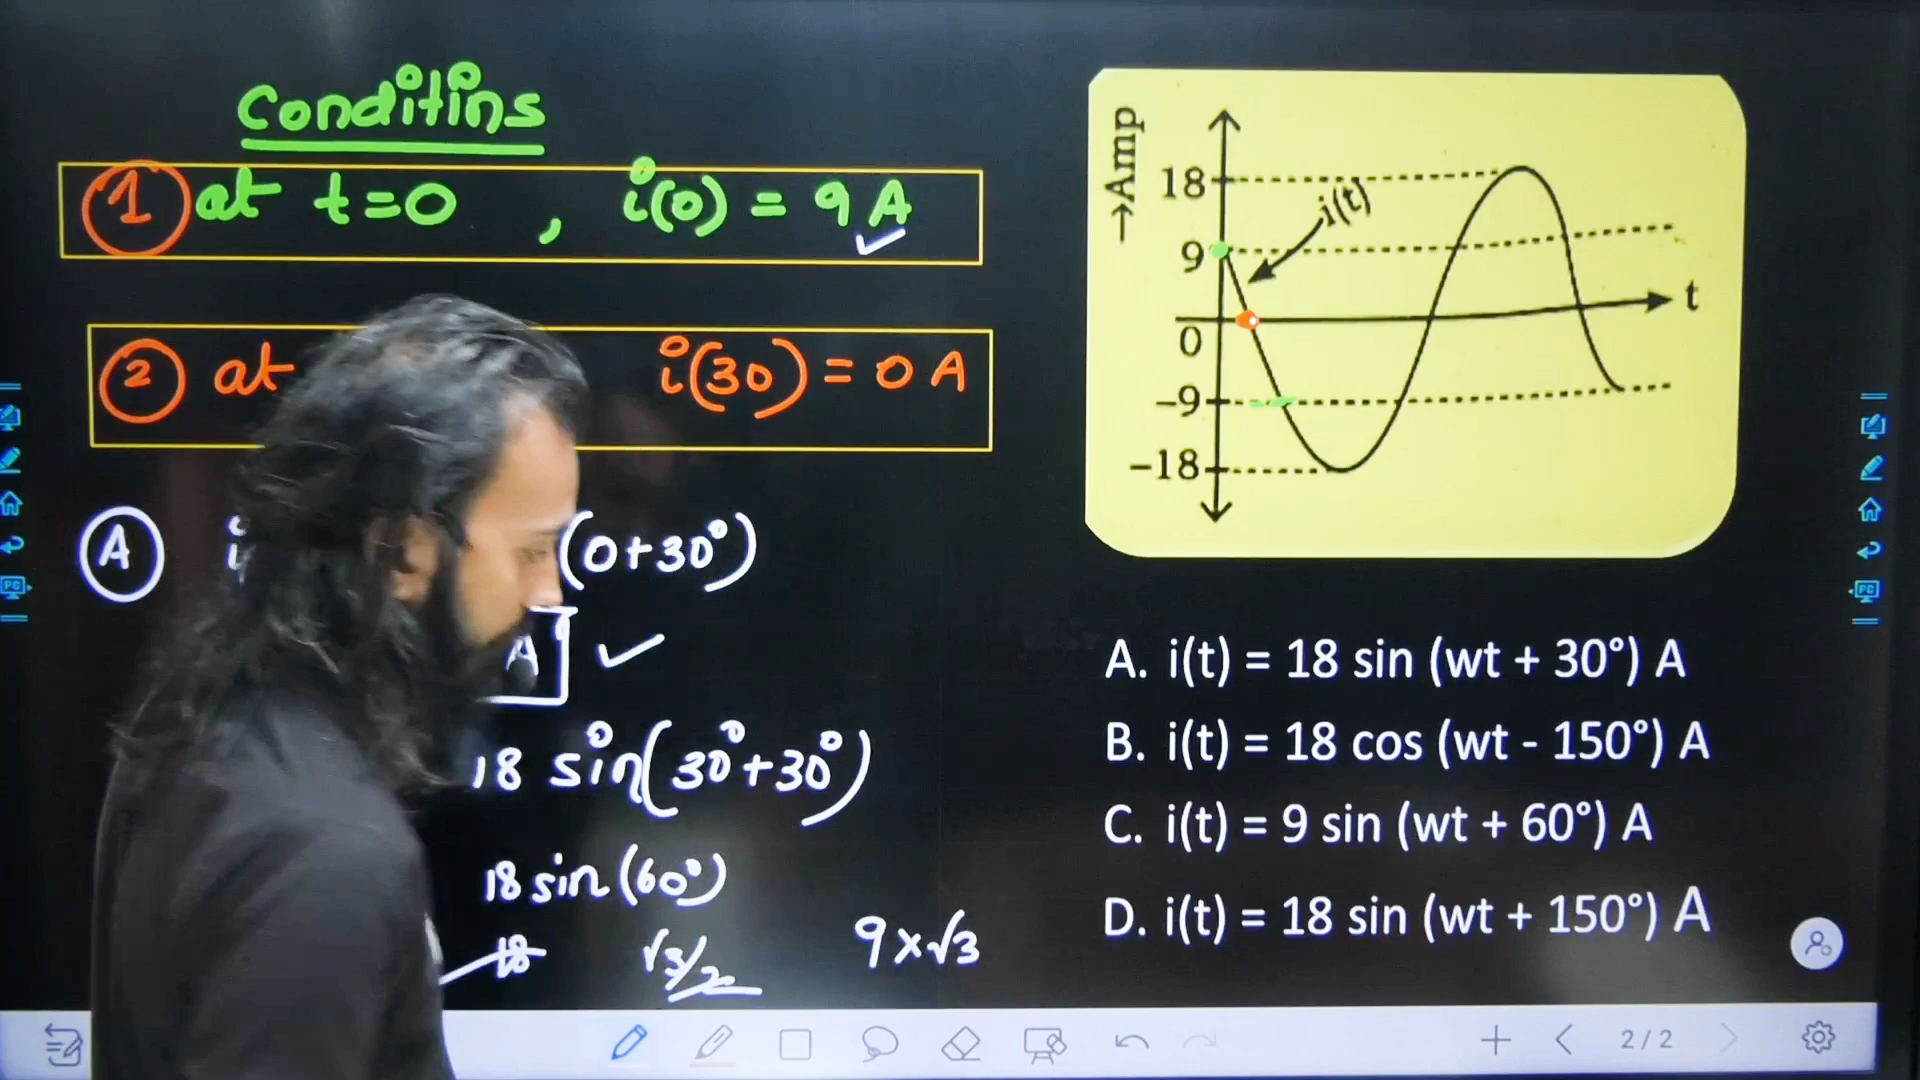 Conditins
1 at t=0 , i(0) = 9 A
2 at i(30) = 0 A
A i (0+30°)
A
18 sin(30°+30°)
18 sin(60°)
18 √3/2 9×√3
→Amp
18
9
0
-9
-18
i(t)
t
A. i(t) = 18 sin (wt + 30°) A
B. i(t) = 18 cos (wt - 150°) A
C. i(t) = 9 sin (wt + 60°) A
D. i(t) = 18 sin (wt + 150°) A
PC
PC
2/2